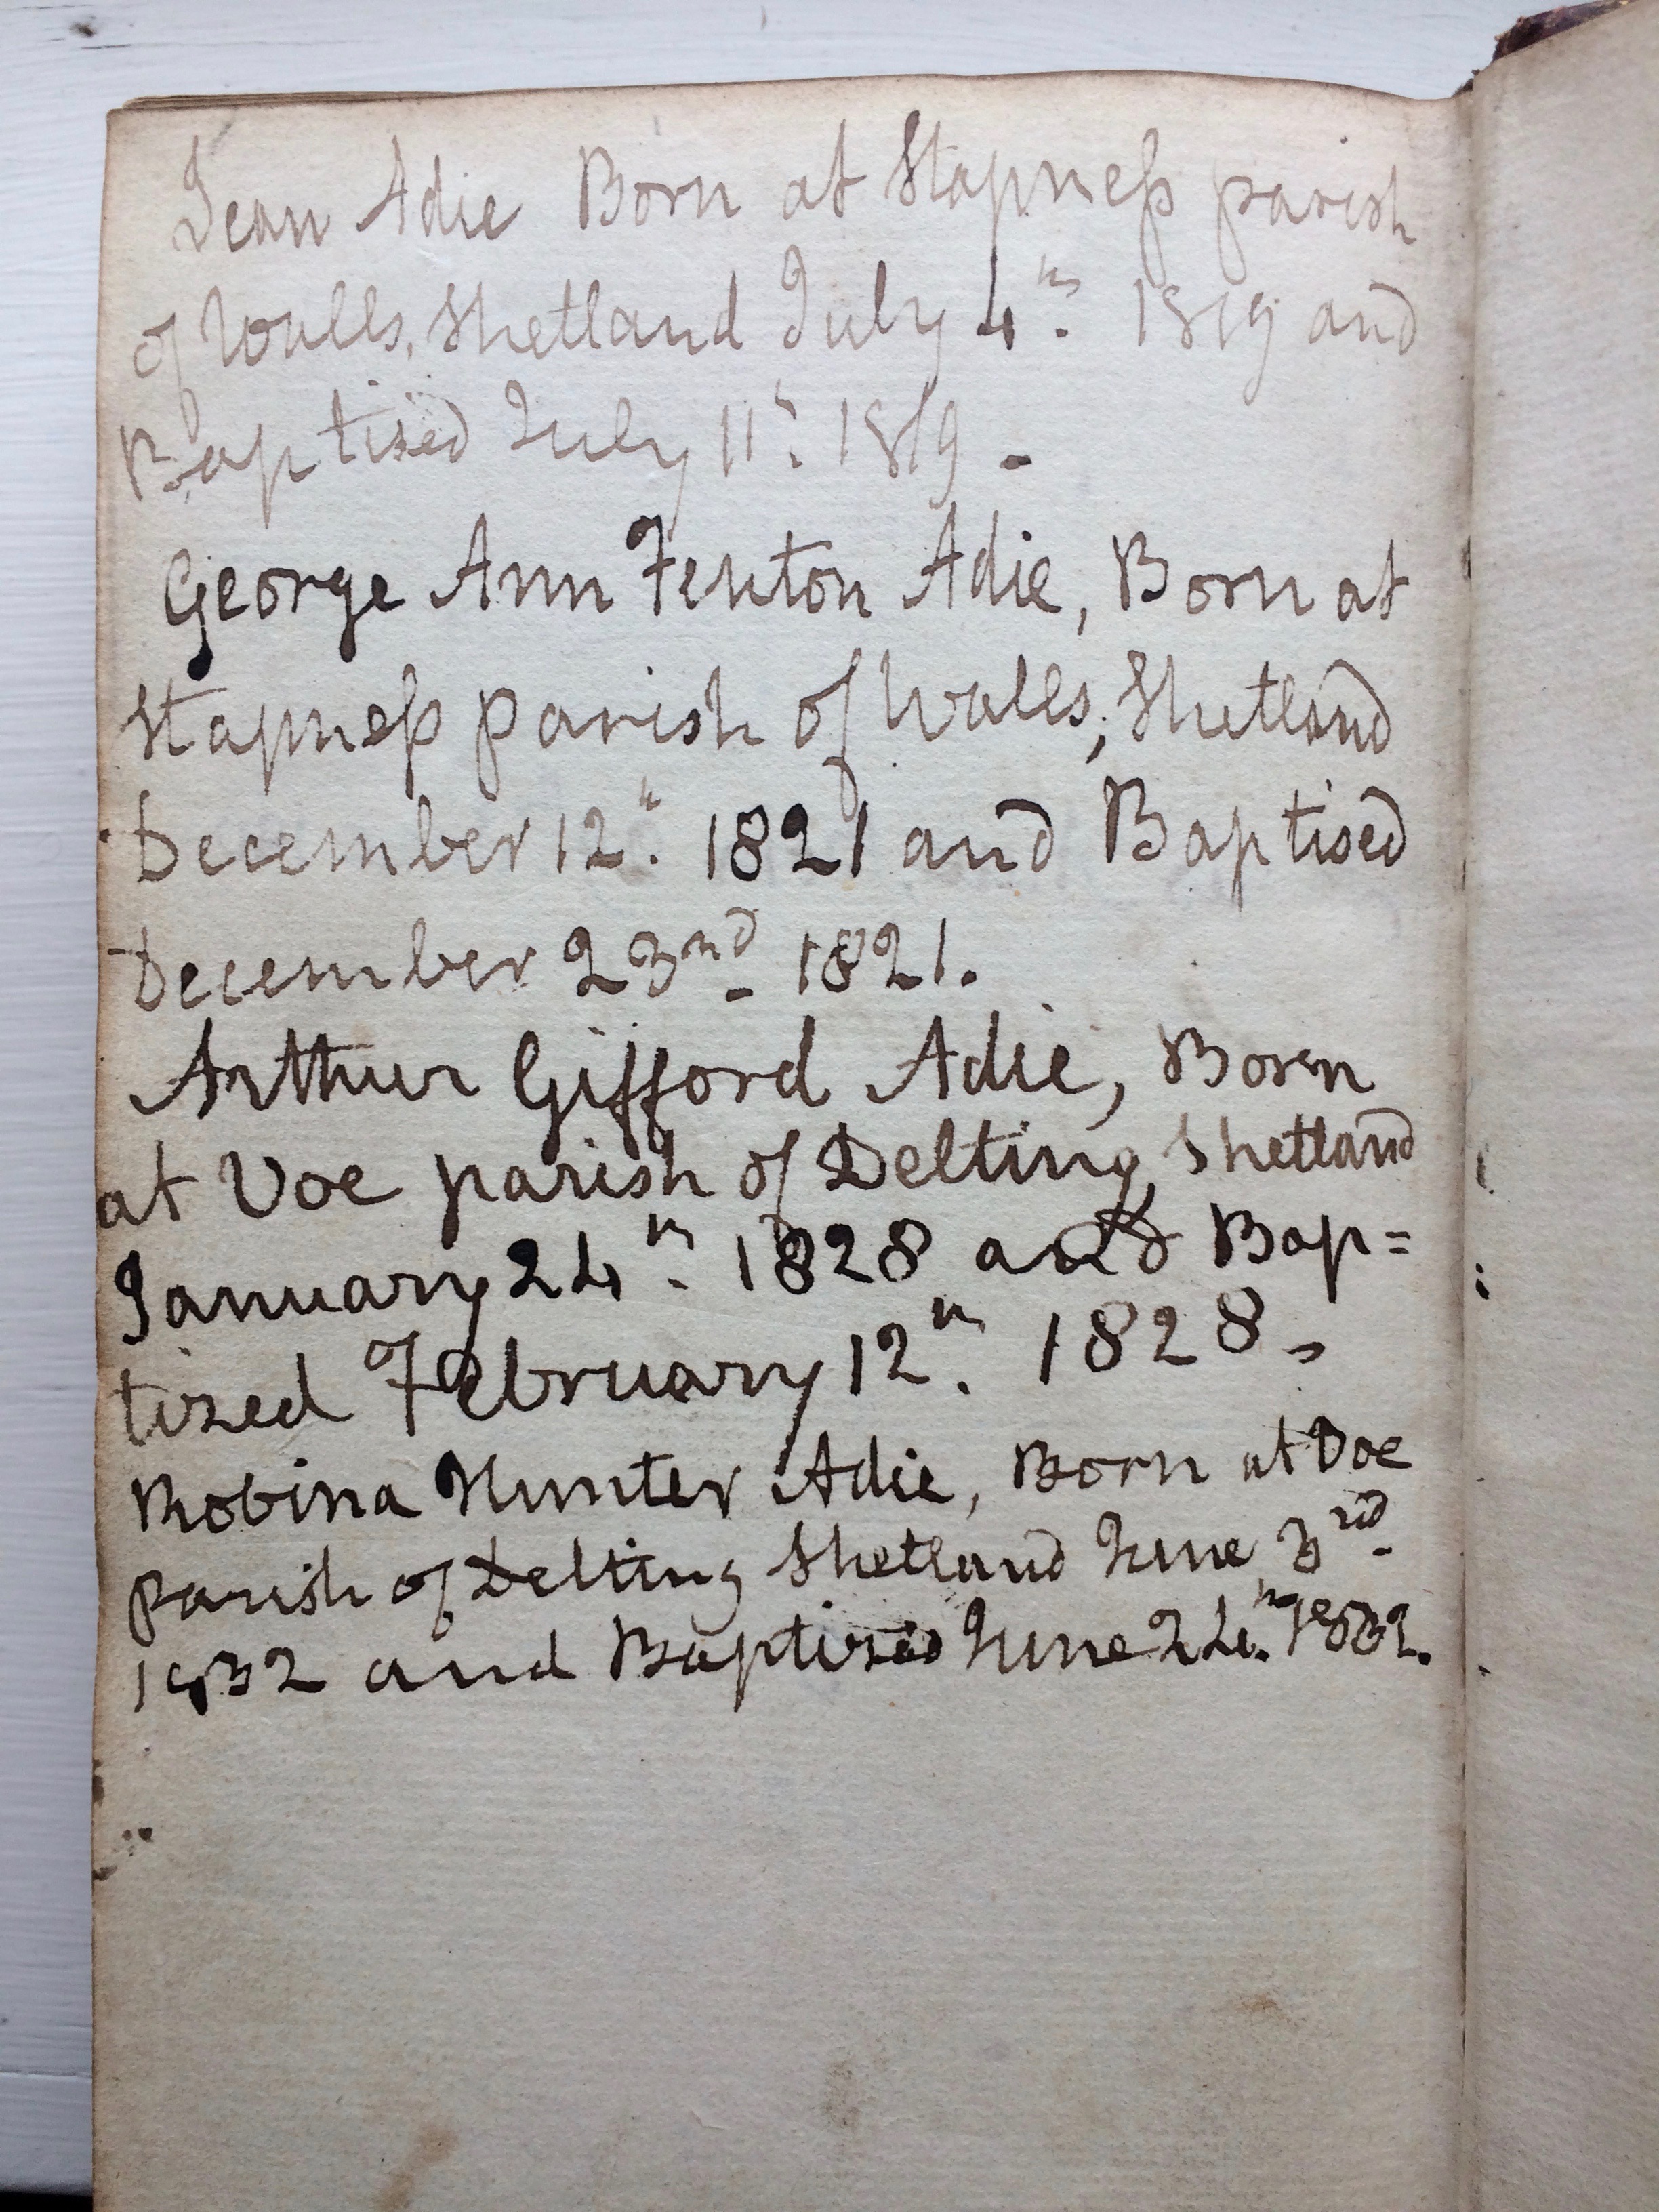 Jean Adie Born at Stapneſs parish
of Walls, Shetland July 4th. 1819 and
Baptised July 11th. 1819 -
George Ann Fenton Adie, Born at
Stapneſs parish of Walls, Shetland
December 12th. 1821 and Baptised
December 23nd. 1821.
Arthur Gifford Adie, Born
at Voe parish of Delting, Shetland
January 24th. 1828 and Bap=
tized February 12th. 1828.
Robina Hunter Adie, Born at Voe
parish of Delting Shetland June 3rd.
1832 and Baptized June 24th. 1832.